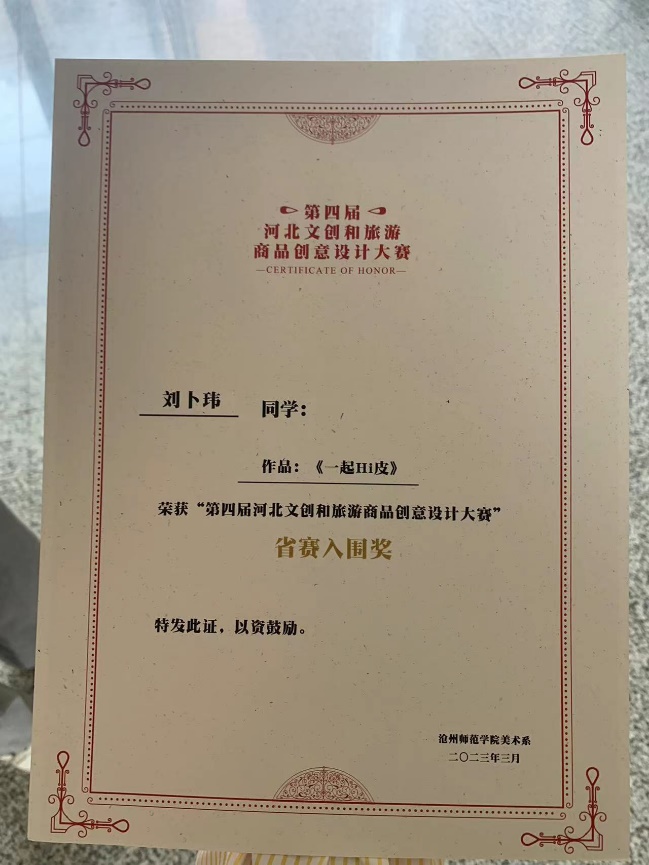 第四届
河北文创和旅游
商品创意设计大赛
—CERTIFICATE OF HONOR—
刘卜玮 同学：
作品：《一起Hi皮》
荣获“第四届河北文创和旅游商品创意设计大赛”
省赛入围奖
特发此证，以资鼓励。
沧州师范学院美术系
二〇二三年三月